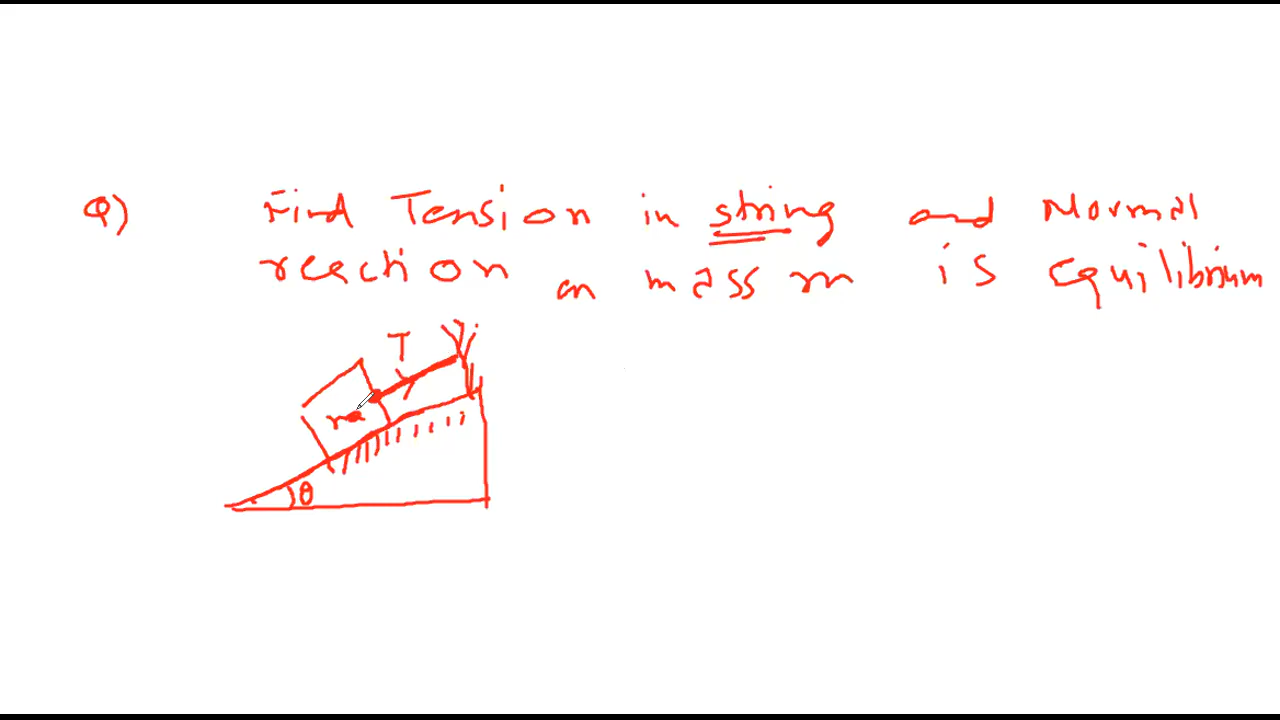 Q) Find Tension in string and Normal
reaction on mass m is equilibrium
T
m
θ